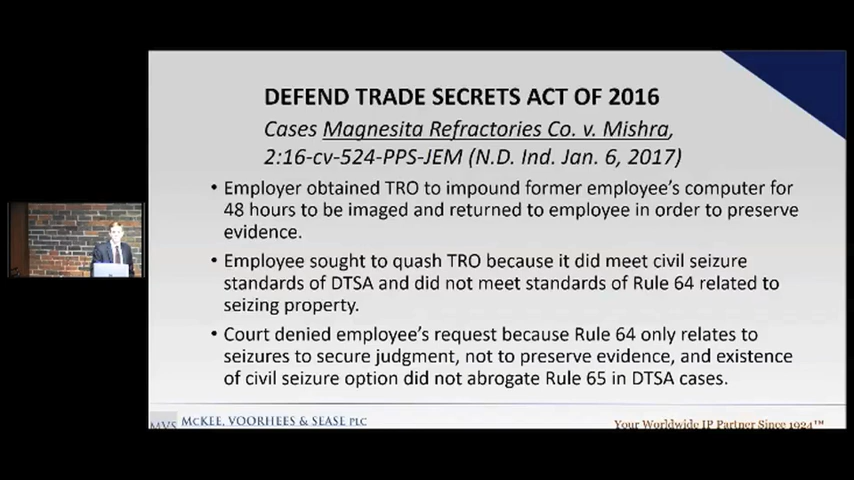 DEFEND TRADE SECRETS ACT OF 2016
Cases Magnesita Refractories Co. v. Mishra,
2:16-cv-524-PPS-JEM (N.D. Ind. Jan. 6, 2017)
• Employer obtained TRO to impound former employee's computer for
48 hours to be imaged and returned to employee in order to preserve
evidence.
• Employee sought to quash TRO because it did meet civil seizure
standards of DTSA and did not meet standards of Rule 64 related to
seizing property.
• Court denied employee's request because Rule 64 only relates to
seizures to secure judgment, not to preserve evidence, and existence
of civil seizure option did not abrogate Rule 65 in DTSA cases.
MVS McKEE, VOORHEES & SEASE PLC
Your Worldwide IP Partner Since 1924™